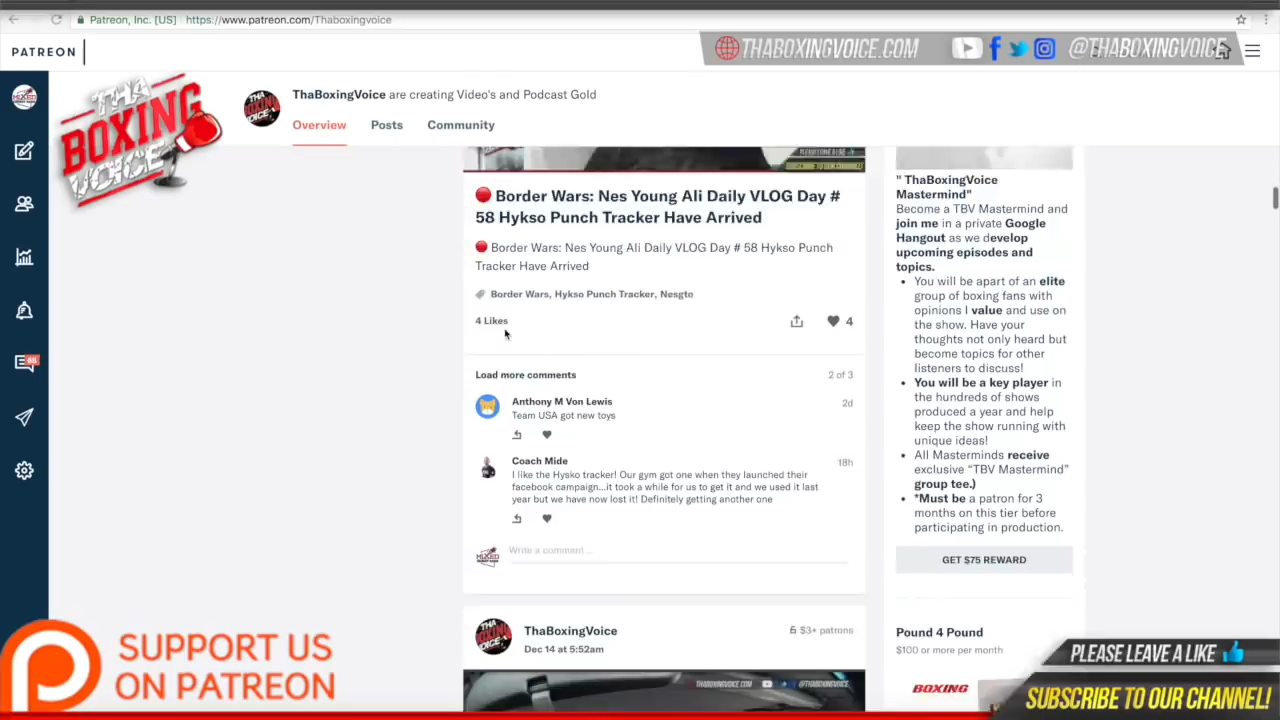 Patreon, Inc. [US]
https://www.patreon.com/Thaboxingvoice
PATREON
THABOXINGVOICE.COM
@THABOXINGVOICE
THA BOXING VOICE
ThaBoxingVoice are creating Video's and Podcast Gold
Overview
Posts
Community
Border Wars: Nes Young Ali Daily VLOG Day #
58 Hykso Punch Tracker Have Arrived
Border Wars: Nes Young Ali Daily VLOG Day # 58 Hykso Punch
Tracker Have Arrived
Border Wars, Hykso Punch Tracker, Nesgte
4 Likes
4
Load more comments
2 of 3
Anthony M Von Lewis
2d
Team USA got new toys
Coach Mide
18h
I like the Hysko tracker! Our gym got one when they launched their
facebook campaign...it took a while for us to get it and we used it last
year but we have now lost it! Definitely getting another one
Write a comment ...
ThaBoxingVoice
$3+ patrons
Dec 14 at 5:52am
THABOXINGVOICE.COM
@THABOXINGVOICE
" ThaBoxingVoice
Mastermind"
Become a TBV Mastermind and
join me in a private Google
Hangout as we develop
upcoming episodes and
topics.
You will be apart of an elite
group of boxing fans with
opinions I value and use on
the show. Have your
thoughts not only heard but
become topics for other
listeners to discuss!
You will be a key player in
the hundreds of shows
produced a year and help
keep the show running with
unique ideas!
All Masterminds receive
exclusive “TBV Mastermind”
group tee.)
*Must be a patron for 3
months on this tier before
participating in production.
GET $75 REWARD
Pound 4 Pound
$100 or more per month
BOXING
SUPPORT US
ON PATREON
PLEASE LEAVE A LIKE
SUBSCRIBE TO OUR CHANNEL!